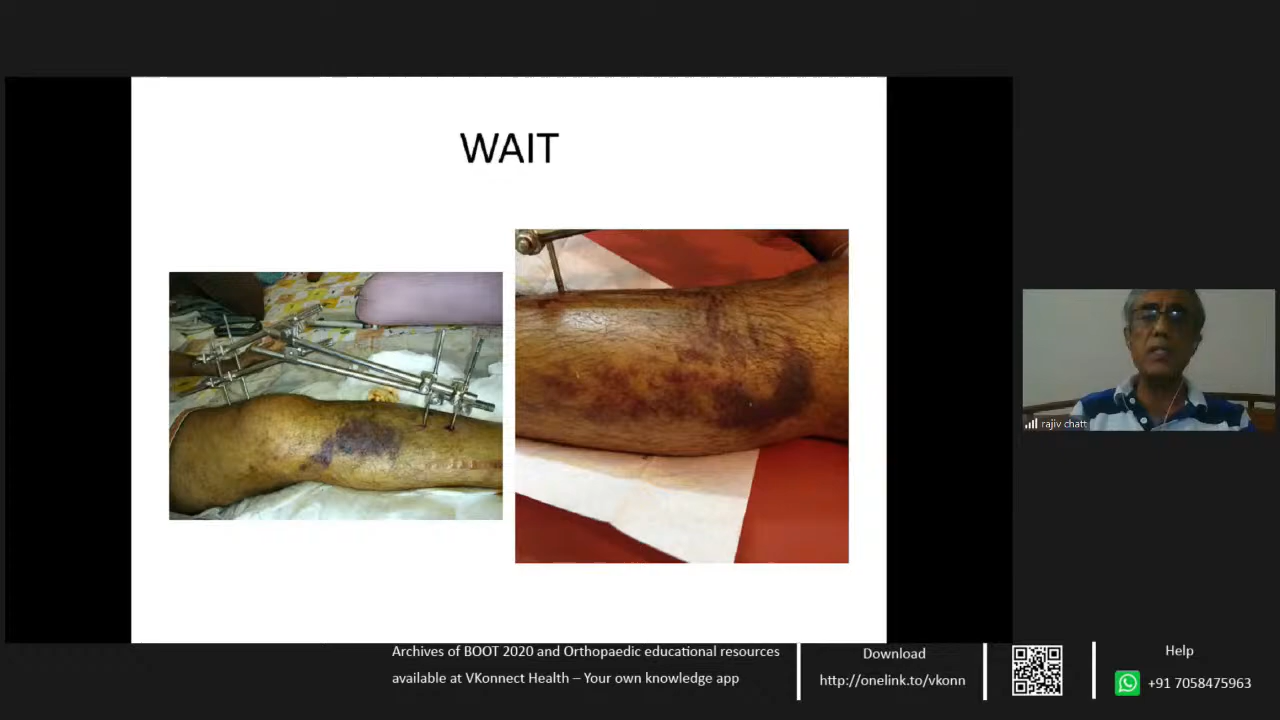 WAIT
rajiv chatt
Archives of BOOT 2020 and Orthopaedic educational resources
available at VKonnect Health – Your own knowledge app
Download
http://onelink.to/vkonn
Help
+91 7058475963